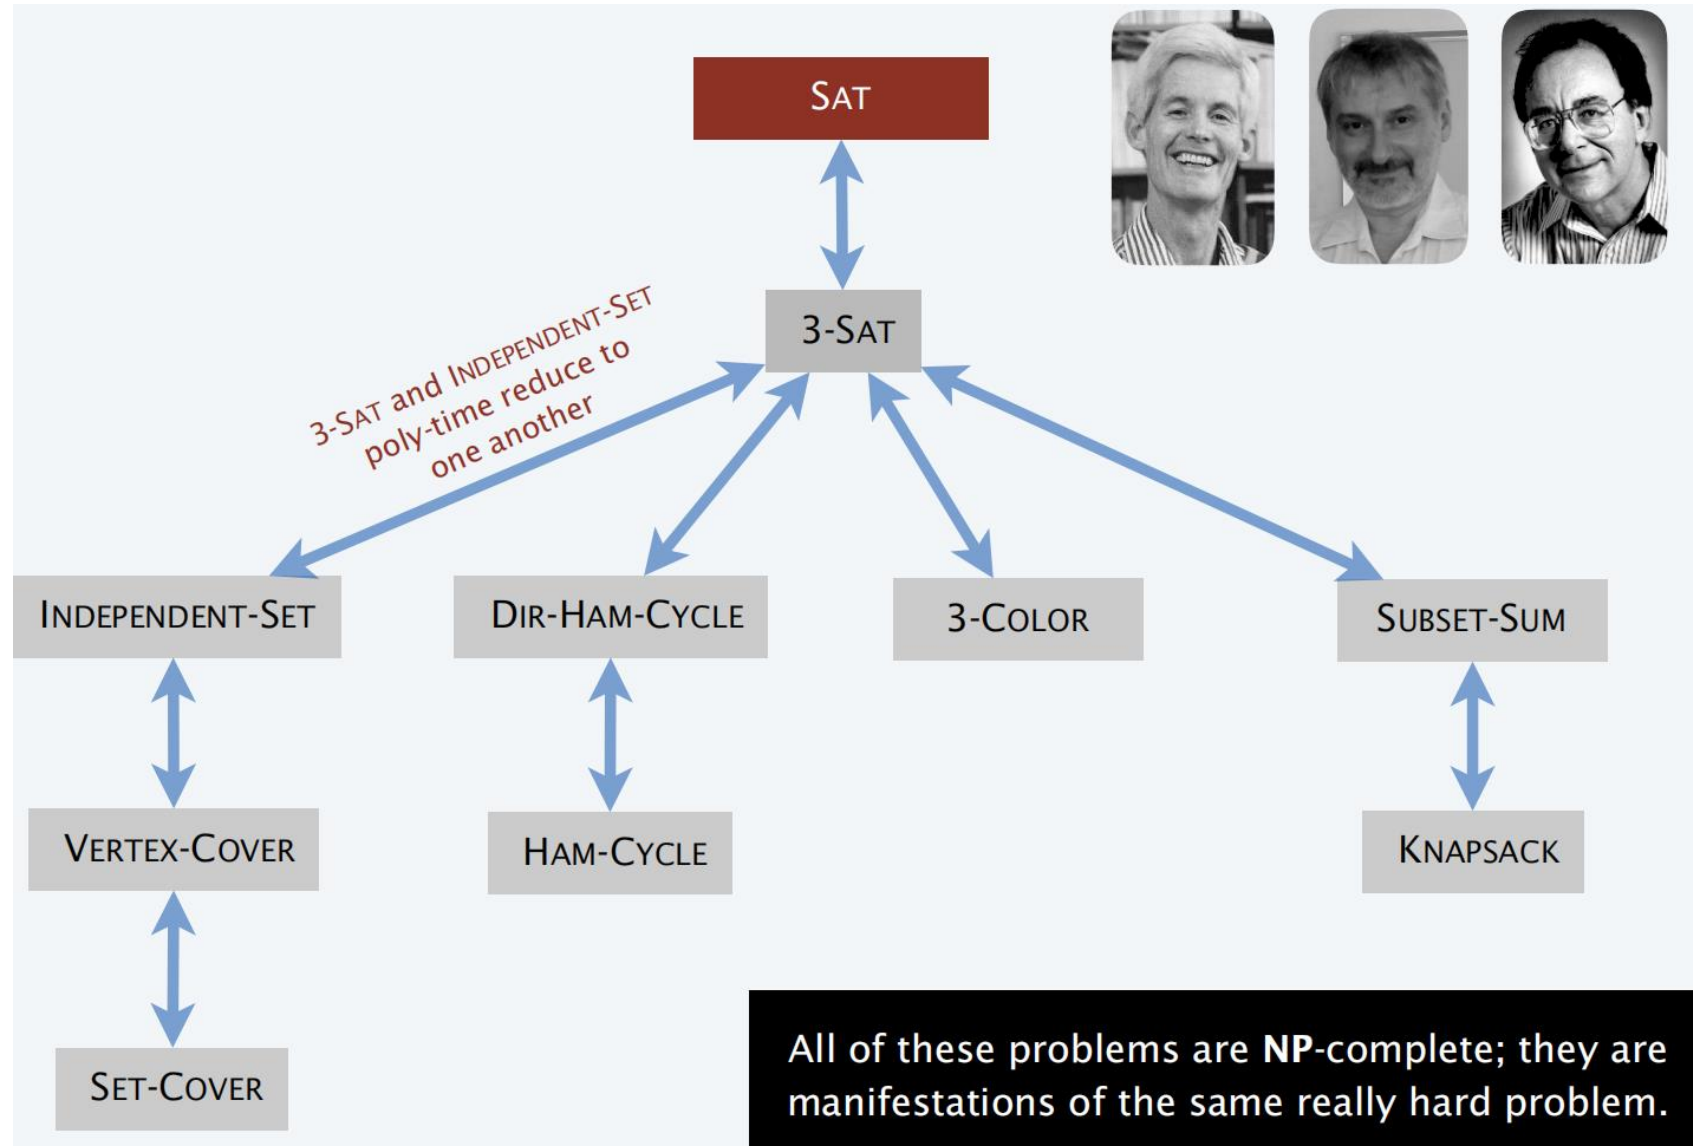 SAT
3-SAT
3-SAT and INDEPENDENT-SET
poly-time reduce to
one another
INDEPENDENT-SET
DIR-HAM-CYCLE
3-COLOR
SUBSET-SUM
VERTEX-COVER
HAM-CYCLE
KNAPSACK
SET-COVER
All of these problems are NP-complete; they are
manifestations of the same really hard problem.